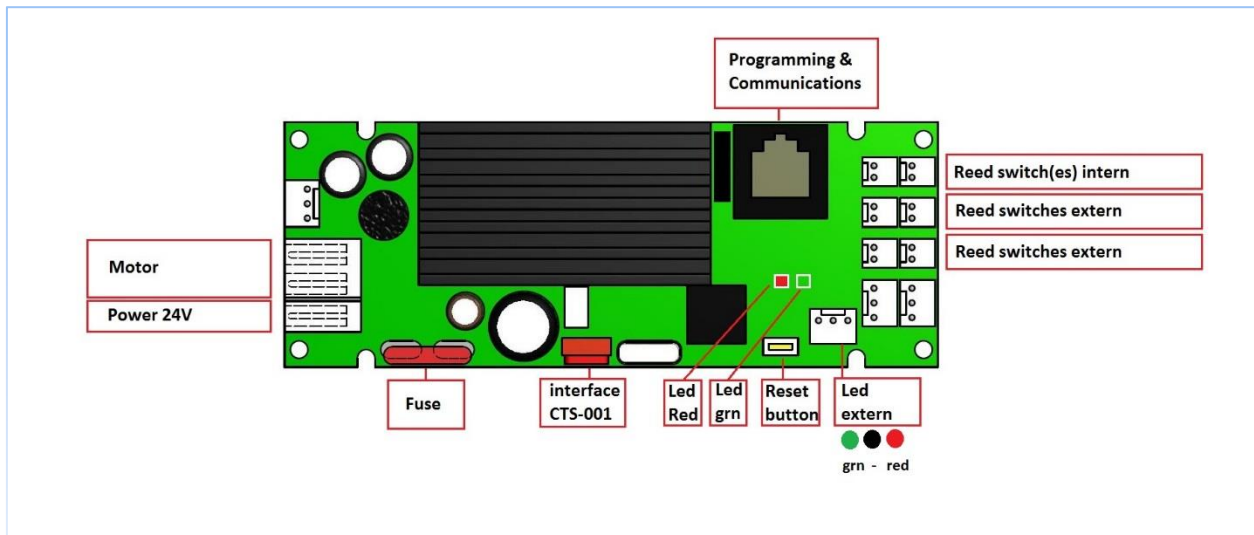 Programming &
Communications
Reed switch(es) intern
Reed switches extern
Reed switches extern
Motor
Power 24V
Fuse
interface
CTS-001
Led
Red
Led
grn
Reset
button
Led
extern
grn - red